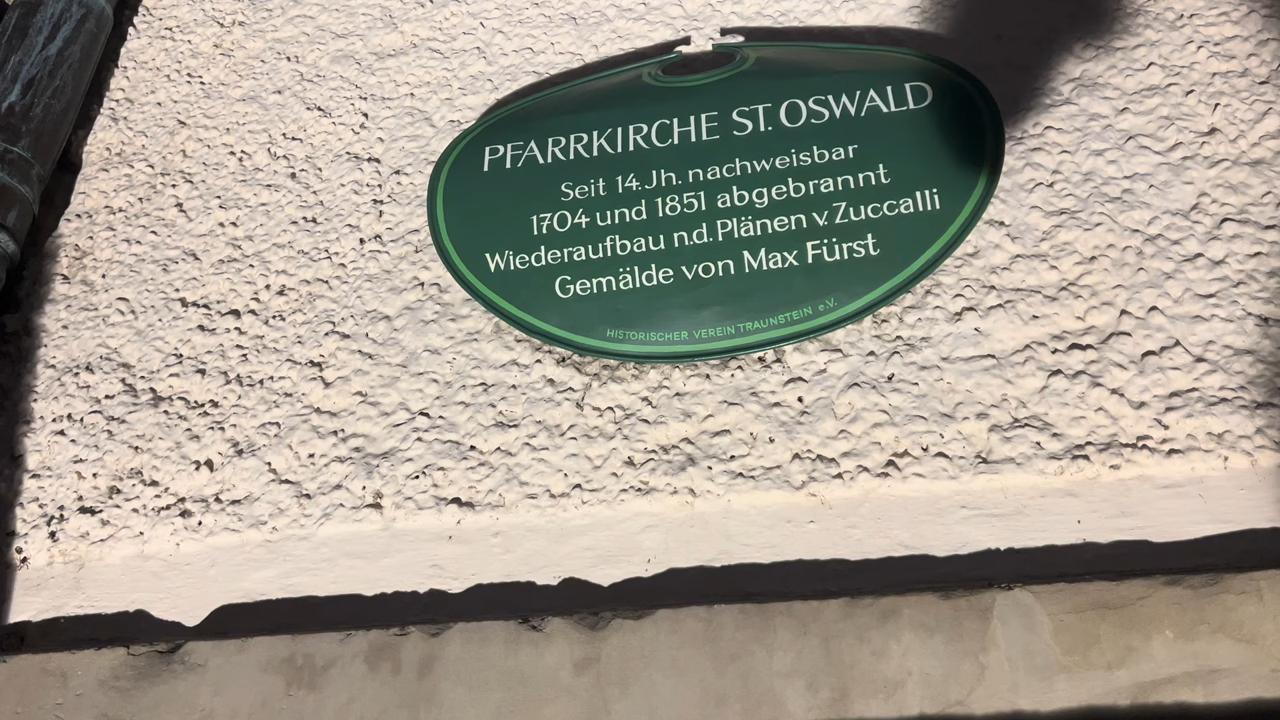 PFARRKIRCHE ST. OSWALD
Seit 14. Jh. nachweisbar
1704 und 1851 abgebrannt
Wiederaufbau n.d. Plänen v. Zuccalli
Gemälde von Max Fürst
HISTORISCHER VEREIN TRAUNSTEIN e.V.